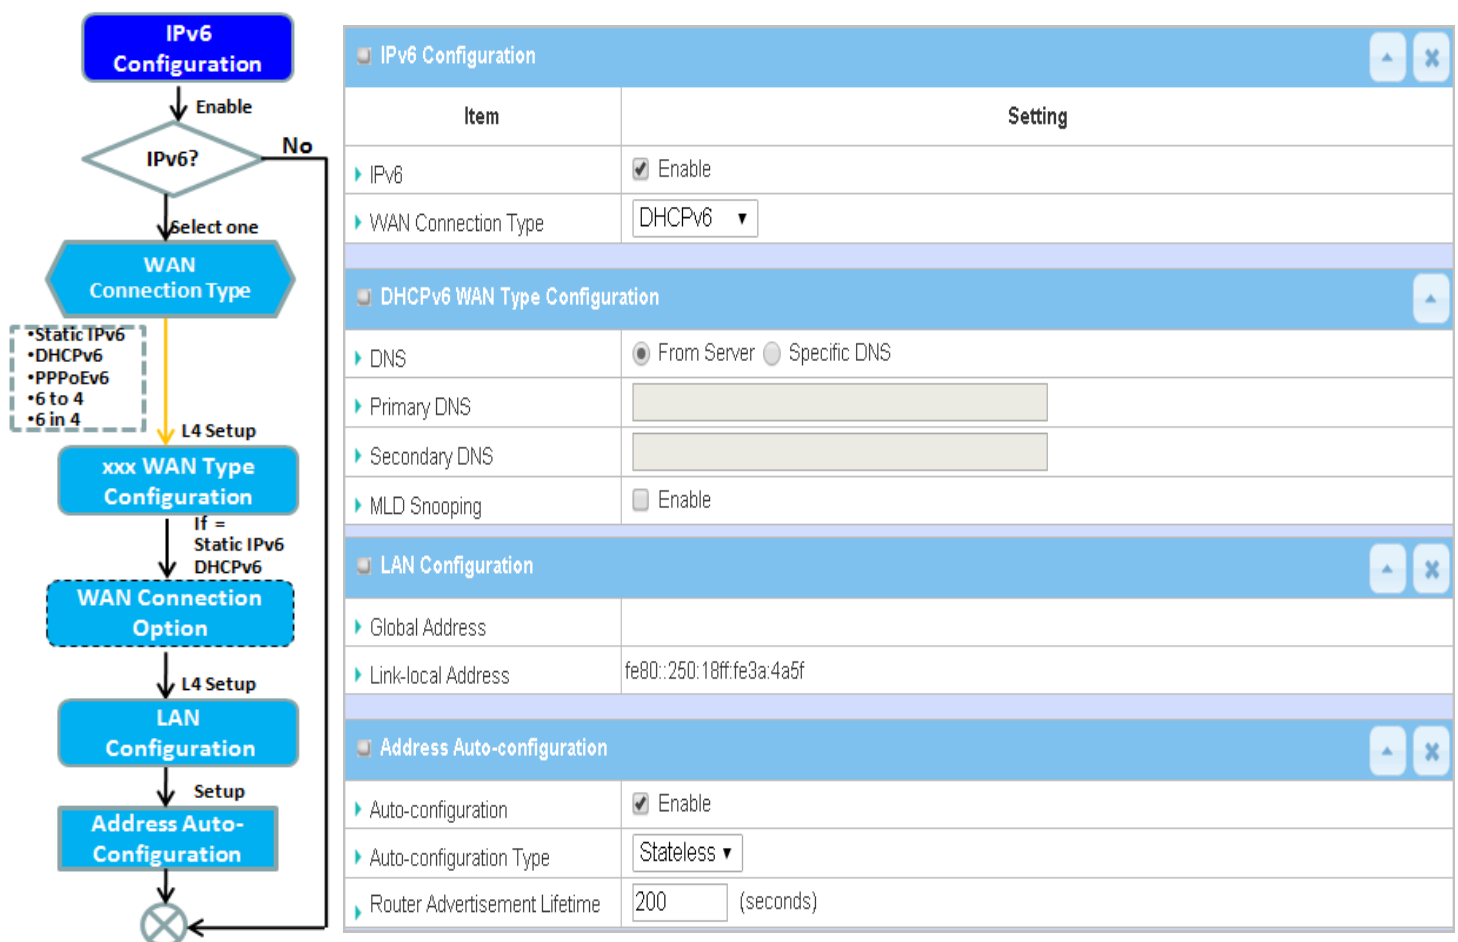 IPv6
Configuration
Enable
IPv6?
No
Select one
WAN
Connection Type
•Static IPv6
•DHCPv6
•PPPoEv6
•6 to 4
•6 in 4
L4 Setup
xxx WAN Type
Configuration
If =
Static IPv6
DHCPv6
WAN Connection
Option
L4 Setup
LAN
Configuration
Setup
Address Auto-
Configuration
IPv6 Configuration
Item Setting
IPv6 Enable
WAN Connection Type DHCPv6
DHCPv6 WAN Type Configuration
DNS From Server Specific DNS
Primary DNS
Secondary DNS
MLD Snooping Enable
LAN Configuration
Global Address
Link-local Address fe80::250:18ff:fe3a:4a5f
Address Auto-configuration
Auto-configuration Enable
Auto-configuration Type Stateless
Router Advertisement Lifetime 200 (seconds)